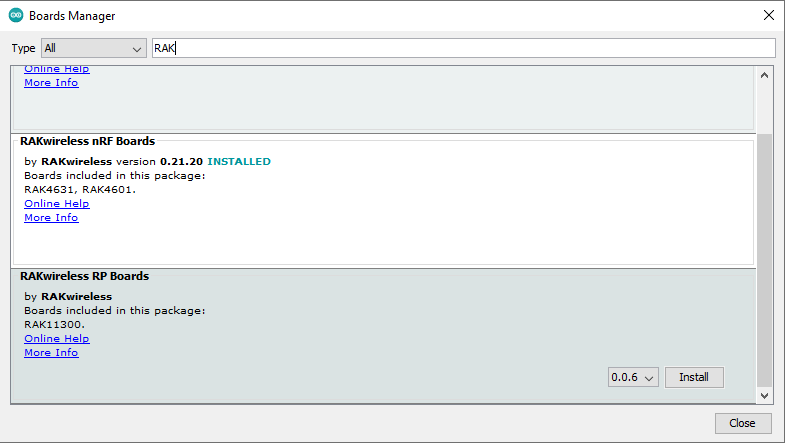 Boards Manager
Type All RAK
Online Help
More Info
RAKwireless nRF Boards
by RAKwireless version 0.21.20 INSTALLED
Boards included in this package:
RAK4631, RAK4601.
Online Help
More Info
RAKwireless RP Boards
by RAKwireless
Boards included in this package:
RAK11300.
Online Help
More Info
0.0.6 Install
Close